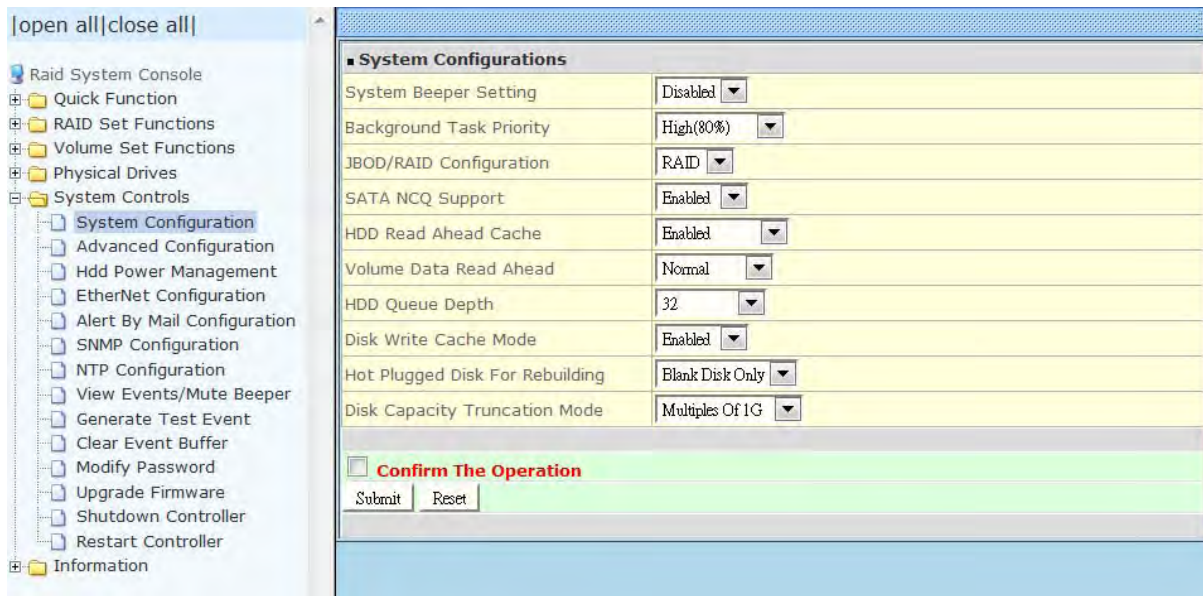 |open all|close all|
Raid System Console
Quick Function
RAID Set Functions
Volume Set Functions
Physical Drives
System Controls
System Configuration
Advanced Configuration
Hdd Power Management
EtherNet Configuration
Alert By Mail Configuration
SNMP Configuration
NTP Configuration
View Events/Mute Beeper
Generate Test Event
Clear Event Buffer
Modify Password
Upgrade Firmware
Shutdown Controller
Restart Controller
Information
System Configurations
System Beeper Setting Disabled
Background Task Priority High(80%)
JBOD/RAID Configuration RAID
SATA NCQ Support Enabled
HDD Read Ahead Cache Enabled
Volume Data Read Ahead Normal
HDD Queue Depth 32
Disk Write Cache Mode Enabled
Hot Plugged Disk For Rebuilding Blank Disk Only
Disk Capacity Truncation Mode Multiples Of 1G
Confirm The Operation
Submit Reset